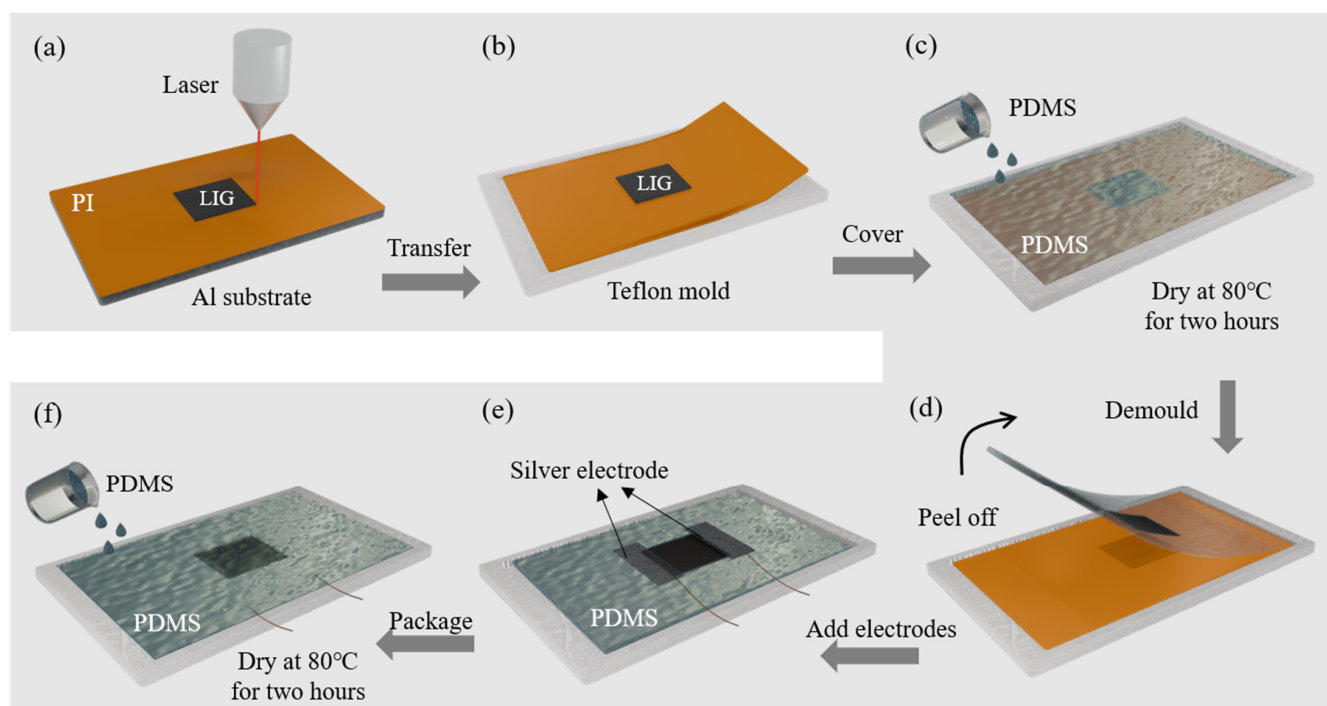 (a)
Laser
LIG
PI
Al substrate
Transfer
(b)
LIG
Teflon mold
Cover
(c)
PDMS
PDMS
Dry at 80℃
for two hours
Demould
(d)
Peel off
Add electrodes
(e)
Silver electrode
PDMS
Package
(f)
PDMS
PDMS
Dry at 80℃
for two hours